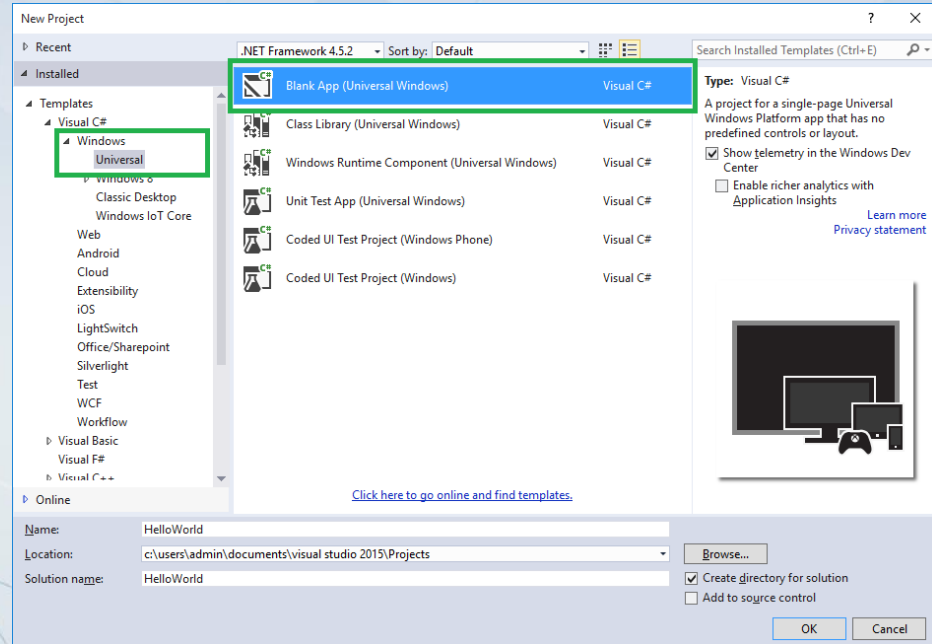 New Project
?
Recent
.NET Framework 4.5.2
Sort by: Default
Search Installed Templates (Ctrl+E)
Installed
Templates
Visual C#
Windows
Universal
Windows 8
Classic Desktop
Windows IoT Core
Web
Android
Cloud
Extensibility
iOS
LightSwitch
Office/Sharepoint
Silverlight
Test
WCF
Workflow
Visual Basic
Visual F#
Visual C++
Online
C# Blank App (Universal Windows) Visual C#
C# Class Library (Universal Windows) Visual C#
C# Windows Runtime Component (Universal Windows) Visual C#
C# Unit Test App (Universal Windows) Visual C#
C# Coded UI Test Project (Windows Phone) Visual C#
C# Coded UI Test Project (Windows) Visual C#
Click here to go online and find templates.
Type: Visual C#
A project for a single-page Universal
Windows Platform app that has no
predefined controls or layout.
Show telemetry in the Windows Dev
Center
Enable richer analytics with
Application Insights
Learn more
Privacy statement
Name: HelloWorld
Location: c:\users\admin\documents\visual studio 2015\Projects
Browse...
Solution name: HelloWorld
Create directory for solution
Add to source control
OK
Cancel